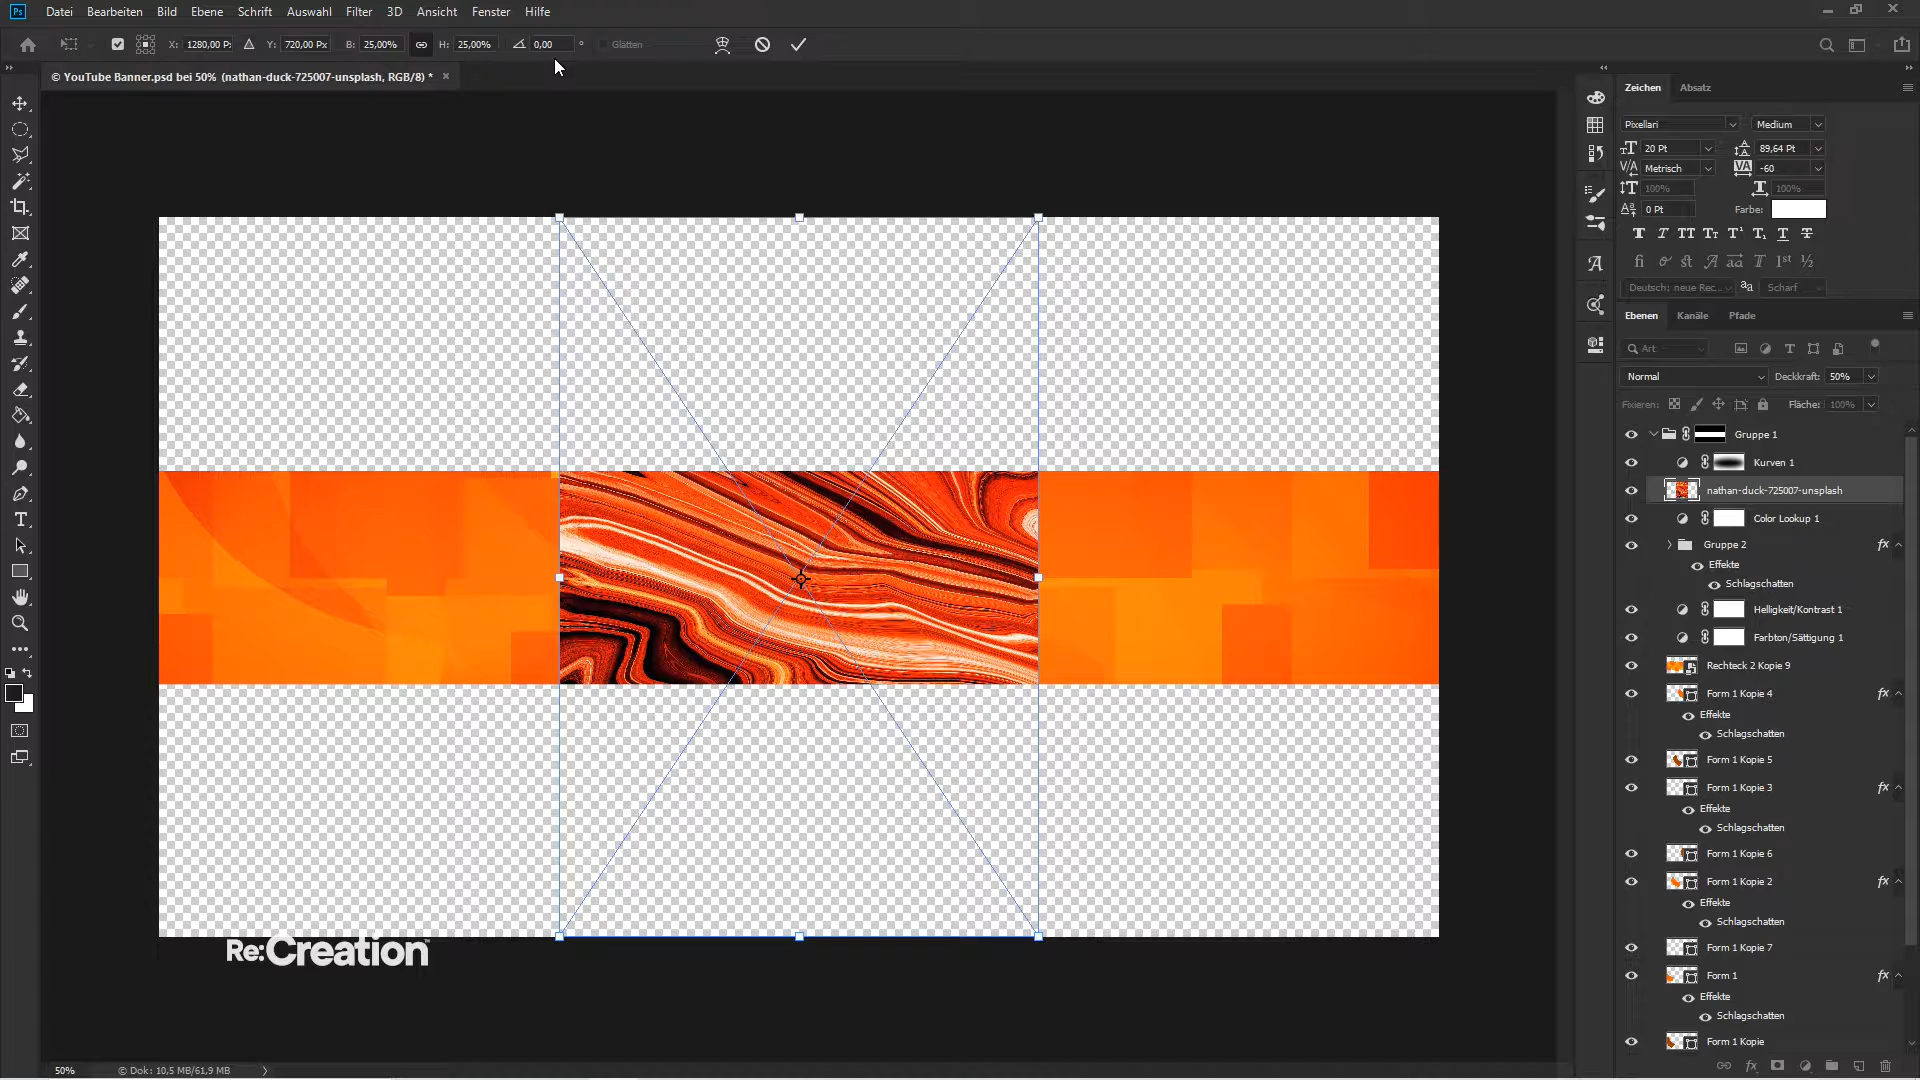 Ps Datei Bearbeiten Bild Ebene Schrift Auswahl Filter 3D Ansicht Fenster Hilfe
X: 1280,00 P: Y: 720,00 Px B: 25,00% H: 25,00% 0,00 ° Glätten
© YouTube Banner.psd bei 50% (nathan-duck-725007-unsplash, RGB/8) * ×
Zeichen Absatz
Pixellari Medium
20 Pt 89,64 Pt
Metrisch -60
100% 100%
0 Pt Farbe:
Deutsch: neue Rec... aa Scharf
Ebenen Kanäle Pfade
Art
Normal Deckkraft: 50%
Fixieren: Fläche: 100%
Gruppe 1
Kurven 1
nathan-duck-725007-unsplash
Color Lookup 1
Gruppe 2 fx
Effekte
Schlagschatten
Helligkeit/Kontrast 1
Farbton/Sättigung 1
Rechteck 2 Kopie 9
Form 1 Kopie 4 fx
Effekte
Schlagschatten
Form 1 Kopie 5
Form 1 Kopie 3 fx
Effekte
Schlagschatten
Form 1 Kopie 6
Form 1 Kopie 2 fx
Effekte
Schlagschatten
Form 1 Kopie 7
Form 1 fx
Effekte
Schlagschatten
Form 1 Kopie
Re:Creation
50% © Dok: 10,5 MB/61,9 MB